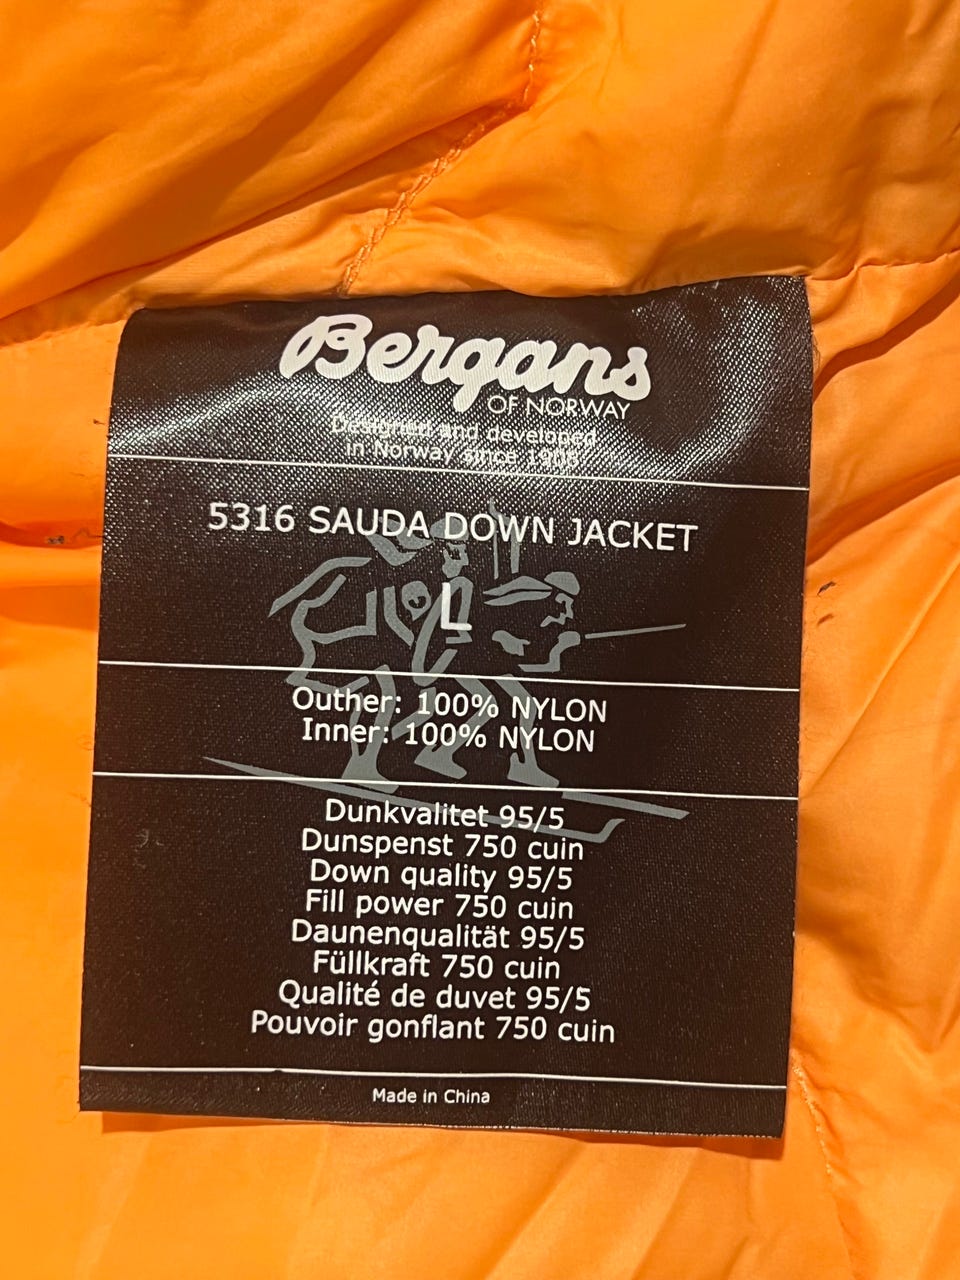 Bergans
OF NORWAY
Designed and developed
in Norway since 1908
5316 SAUDA DOWN JACKET
L
Outher: 100% NYLON
Inner: 100% NYLON
Dunkvalitet 95/5
Dunspenst 750 cuin
Down quality 95/5
Fill power 750 cuin
Daunenqualität 95/5
Füllkraft 750 cuin
Qualité de duvet 95/5
Pouvoir gonflant 750 cuin
Made in China